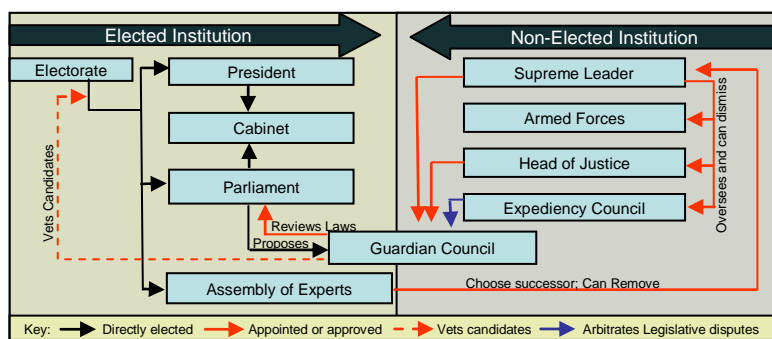 Elected Institution
Non-Elected Institution
Electorate
President
Supreme Leader
Cabinet
Armed Forces
Parliament
Head of Justice
Expediency Council
Vets Candidates
Oversees and can dismiss
Reviews Laws
Proposes
Guardian Council
Assembly of Experts
Choose successor; Can Remove
Key: Directly elected Appointed or approved Vets candidates Arbitrates Legislative disputes